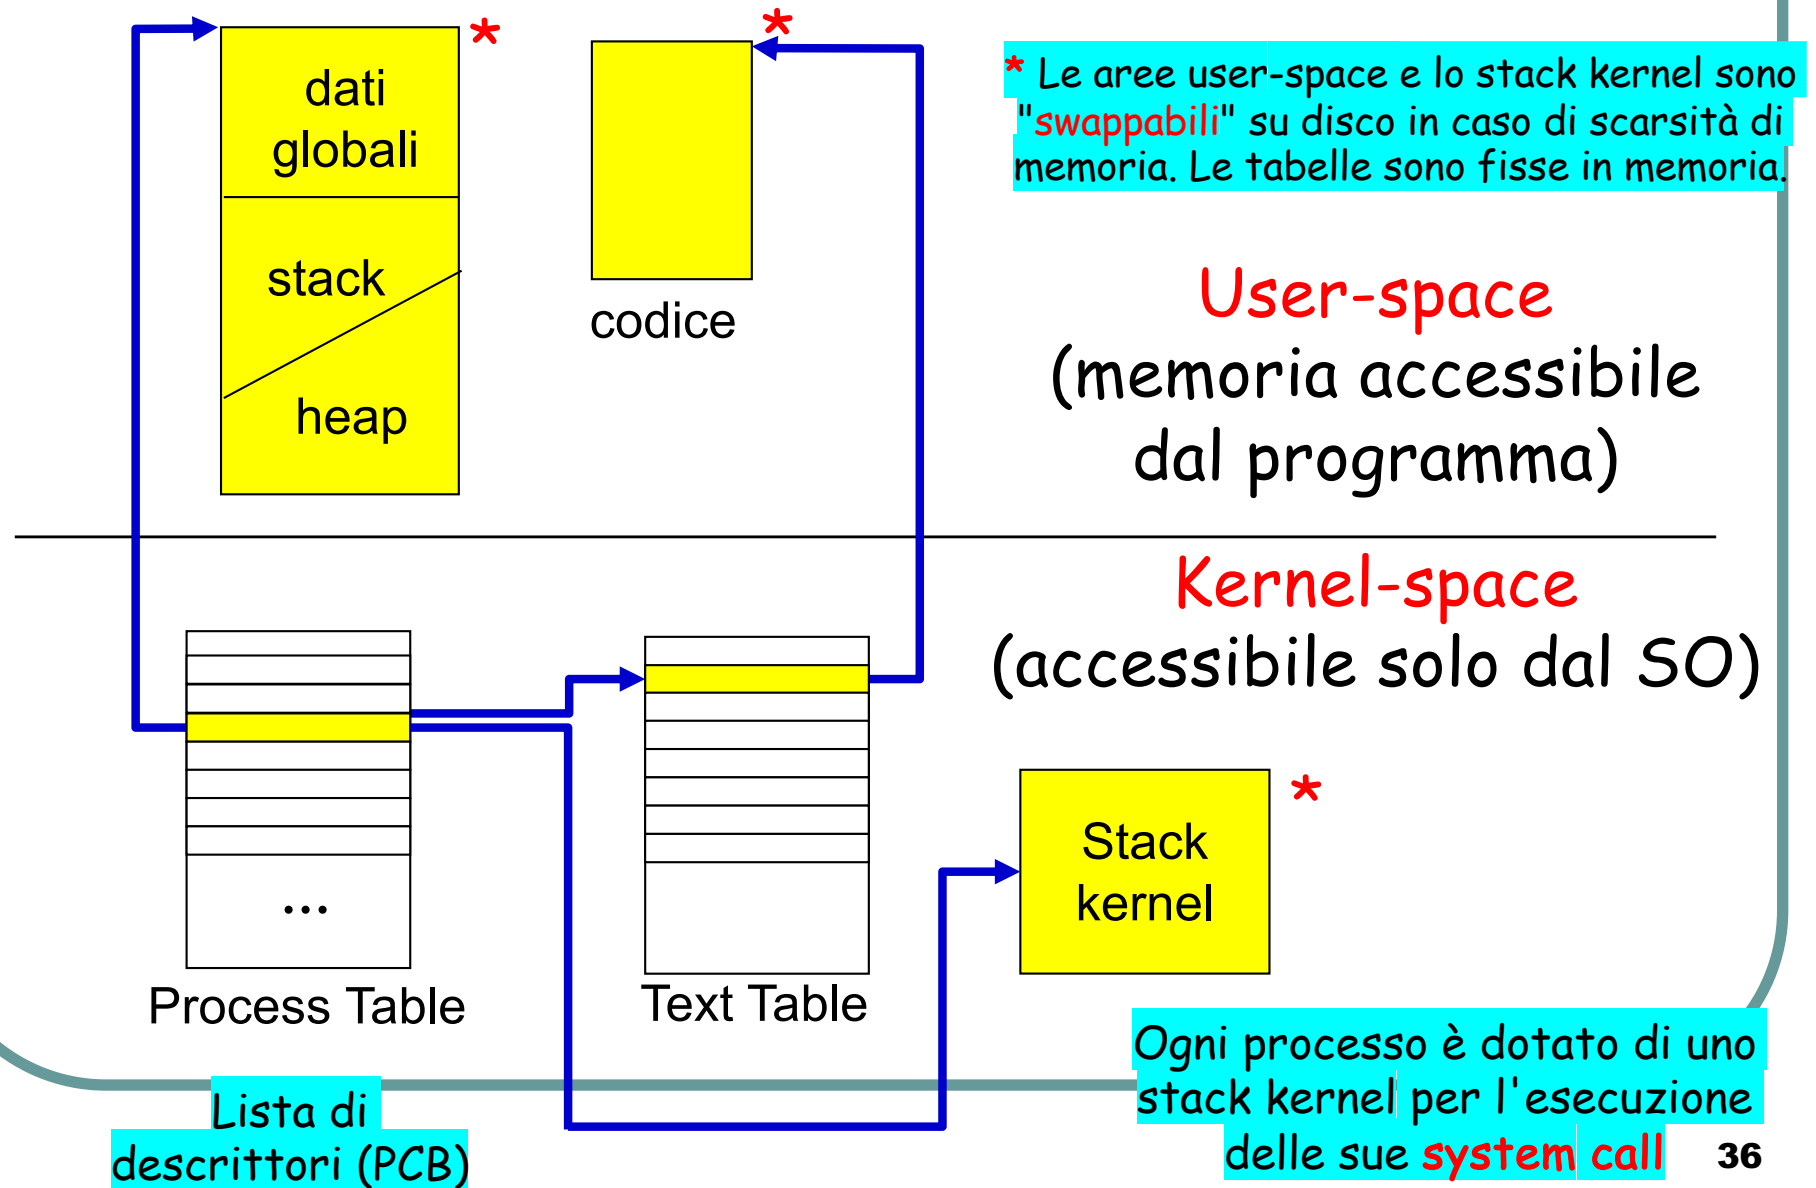 dati
globali
*
stack
heap
*
codice
* Le aree user-space e lo stack kernel sono
"swappabili" su disco in caso di scarsità di
memoria. Le tabelle sono fisse in memoria.
User-space
(memoria accessibile
dal programma)
Kernel-space
(accessibile solo dal SO)
...
Process Table
Text Table
Stack
kernel
*
Lista di
descrittori (PCB)
Ogni processo è dotato di uno
stack kernel per l'esecuzione
delle sue system call
36